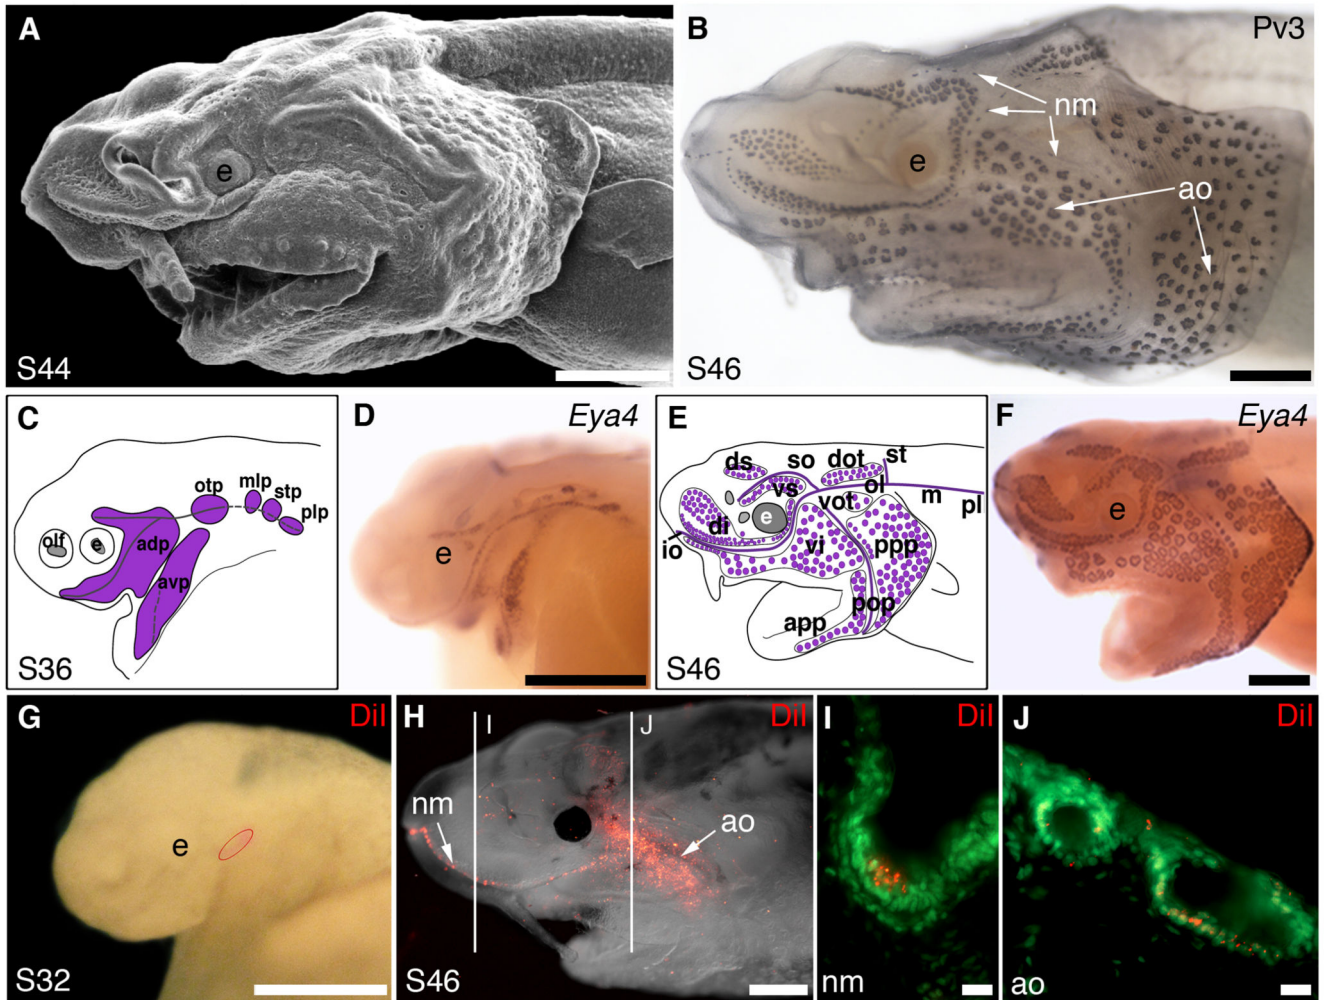 A
e
S44
B
Pv3
nm
e
ao
S46
C
otp
mlp
stp
plp
olf
e
adp
avp
S36
D
Eya4
e
E
ds
so
dot
st
vs
ol
m
vot
pl
di
e
io
vi
ppp
pop
app
S46
F
Eya4
e
G
DiI
e
S32
H
I
J
DiI
nm
ao
S46
I
DiI
nm
J
DiI
ao